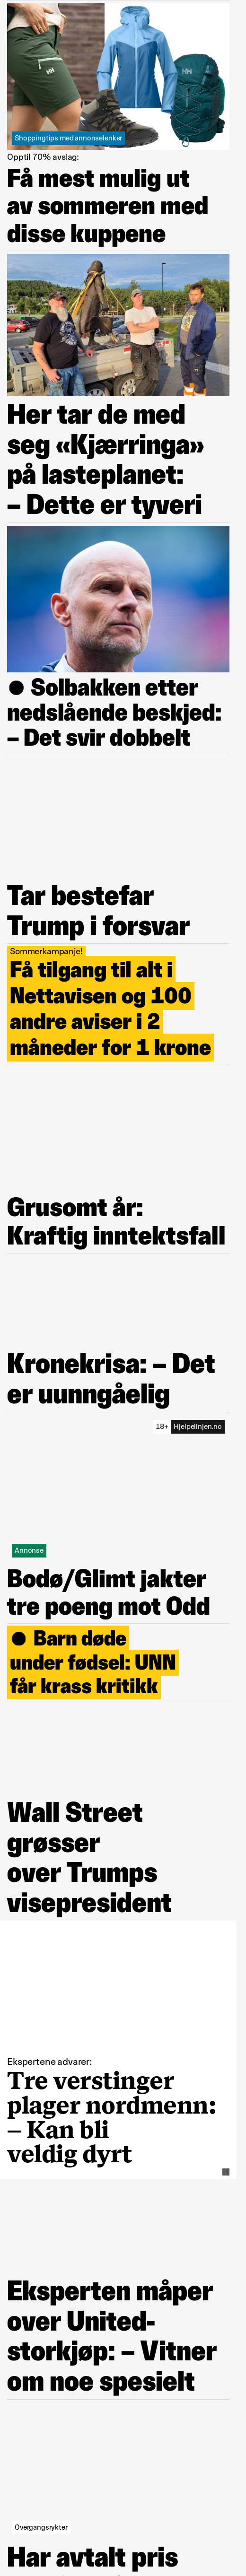 HH
Shoppingtips med annonselenker
Opptil 70% avslag:
Få mest mulig ut
av sommeren med
disse kuppene
Her tar de med
seg «Kjærringa»
på lasteplanet:
– Dette er tyveri
● Solbakken etter
nedslående beskjed:
– Det svir dobbelt
Tar bestefar
Trump i forsvar
Sommerkampanje!
Få tilgang til alt i
Nettavisen og 100
andre aviser i 2
måneder for 1 krone
Grusomt år:
Kraftig inntektsfall
Kronekrisa: – Det
er uunngåelig
18+ Hjelpelinjen.no
Annonse
Bodø/Glimt jakter
tre poeng mot Odd
● Barn døde
under fødsel: UNN
får krass kritikk
Wall Street
grøsser
over Trumps
visepresident
Ekspertene advarer:
Tre verstinger
plager nordmenn:
– Kan bli
veldig dyrt
Eksperten måper
over United-
storkjøp: – Vitner
om noe spesielt
Overgangsrykter
Har avtalt pris